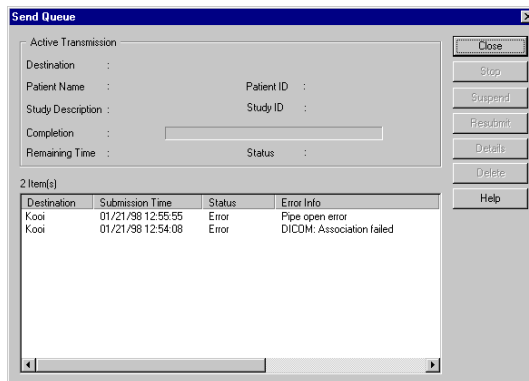 Send Queue
Active Transmission
Destination :
Patient Name : Patient ID :
Study Description : Study ID :
Completion :
Remaining Time : Status :
Close
Stop
Suspend
Resubmit
Details
Delete
Help
2 Item(s)
Destination Submission Time Status Error Info
Kooi 01/21/98 12:55:55 Error Pipe open error
Kooi 01/21/98 12:54:08 Error DICOM: Association failed